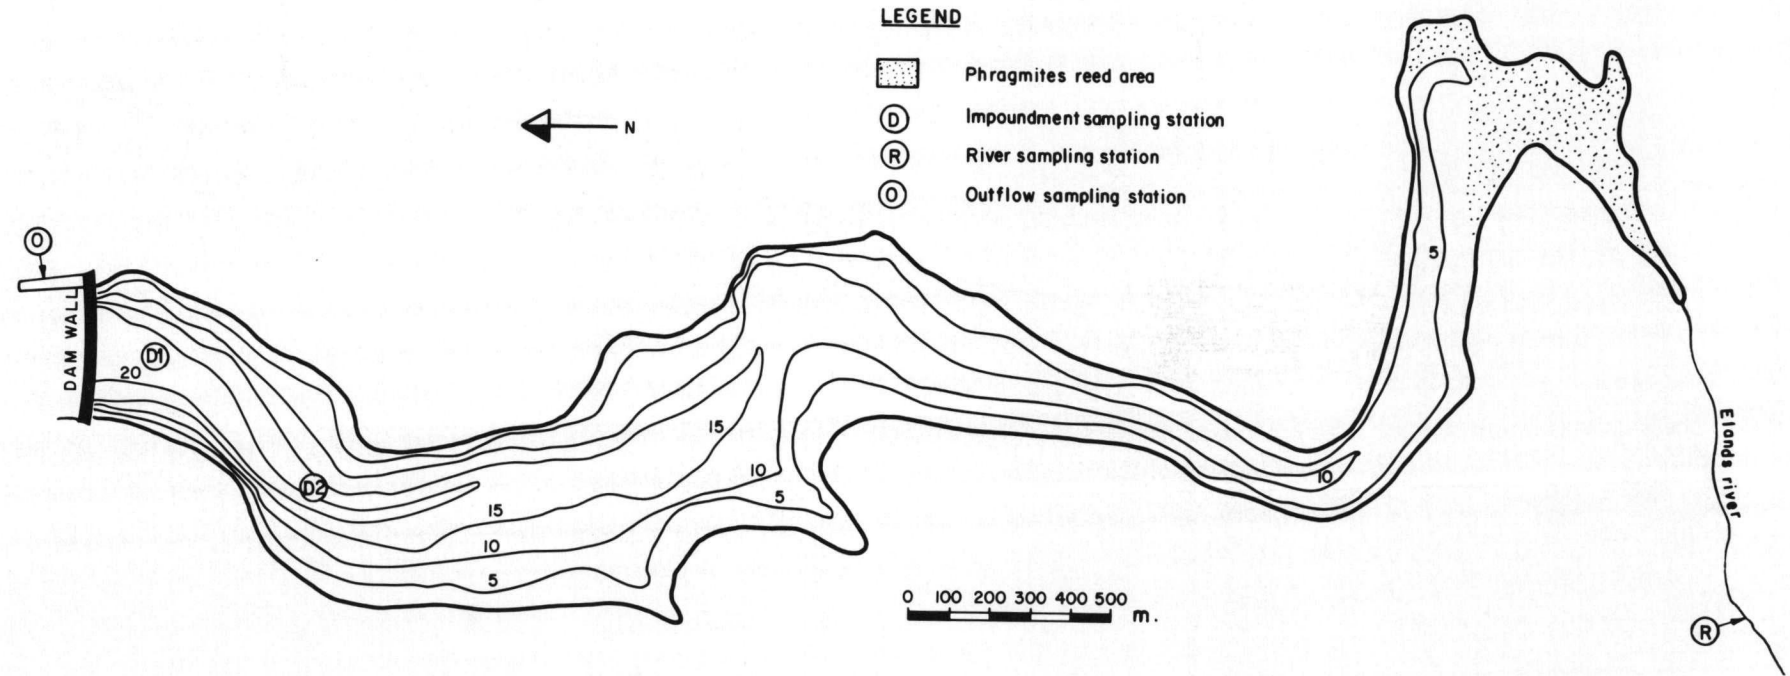 LEGEND
Phragmites reed area
D Impoundment sampling station
R River sampling station
O Outflow sampling station
N
O
DAM WALL
D1
20
D2
15
15
10
10
5
5
10
5
Elands river
R
0 100 200 300 400 500 m.